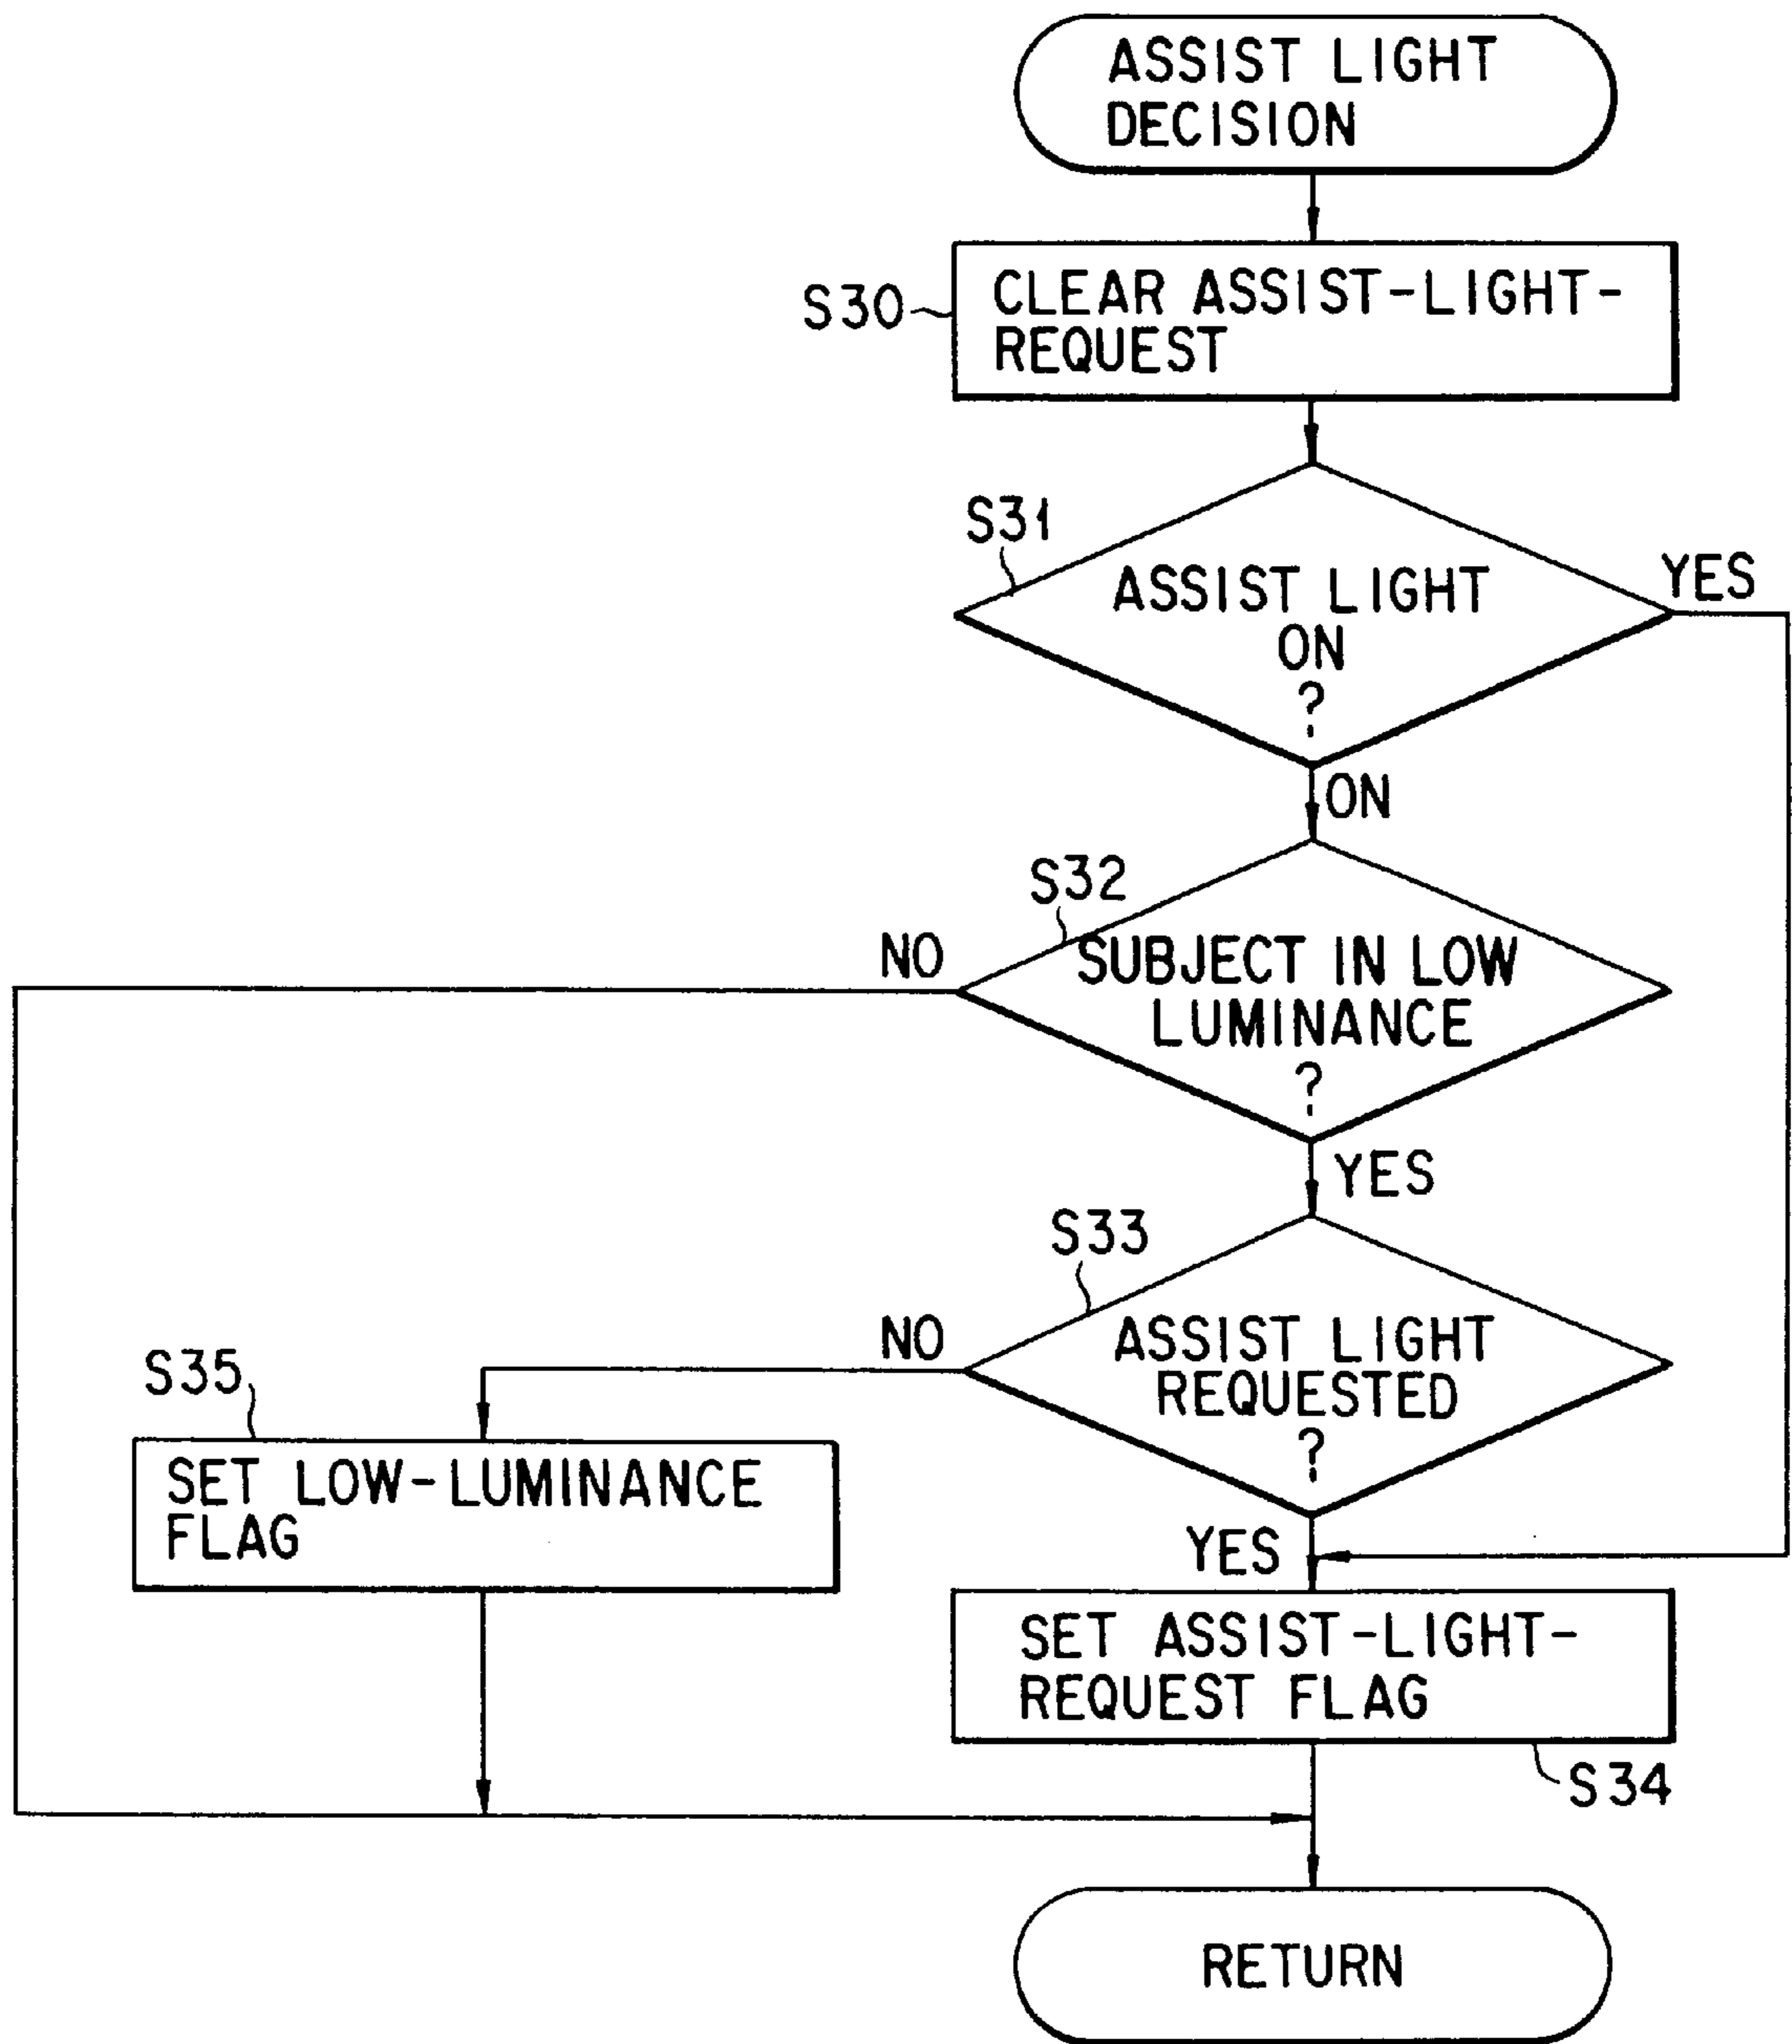 ASSIST LIGHT
DECISION
S30
CLEAR ASSIST-LIGHT-
REQUEST
S31
ASSIST LIGHT
ON
?
YES
ON
S32
NO
SUBJECT IN LOW
LUMINANCE
?
YES
S33
NO
ASSIST LIGHT
REQUESTED
?
S35
SET LOW-LUMINANCE
FLAG
YES
SET ASSIST-LIGHT-
REQUEST FLAG
S34
RETURN